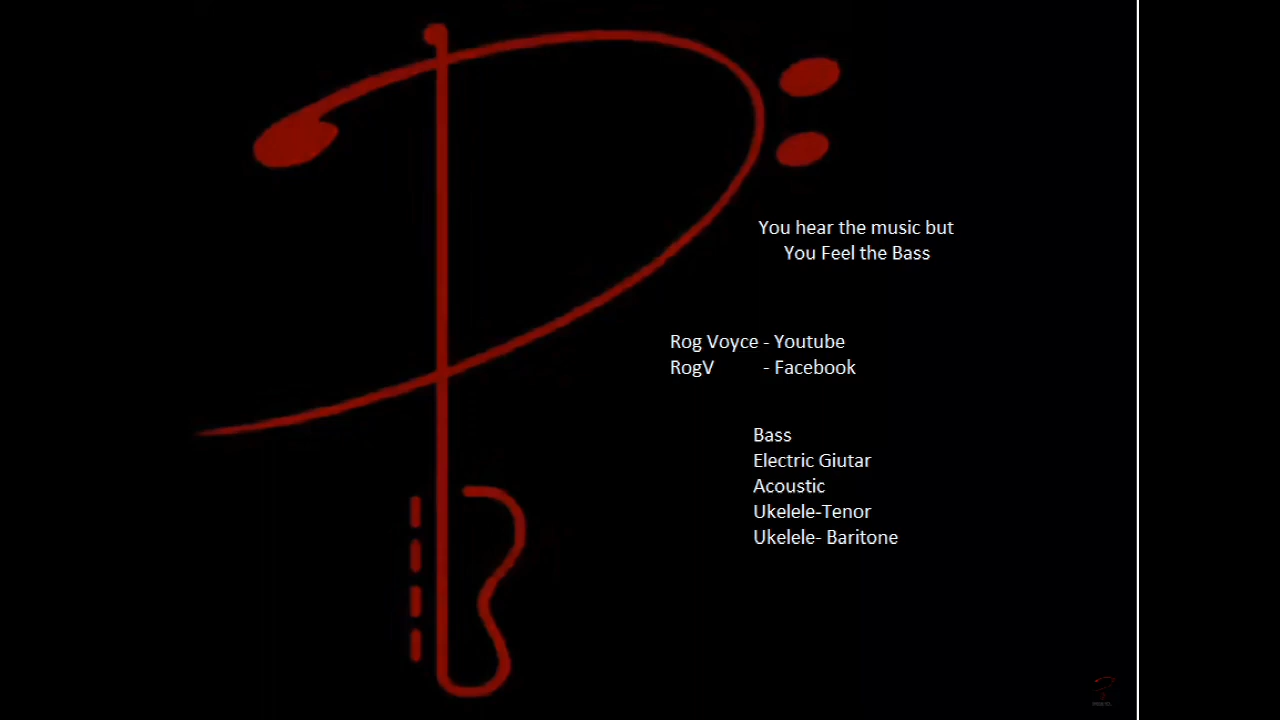 You hear the music but
You Feel the Bass
Rog Voyce - Youtube
RogV - Facebook
Bass
Electric Giutar
Acoustic
Ukelele-Tenor
Ukelele- Baritone